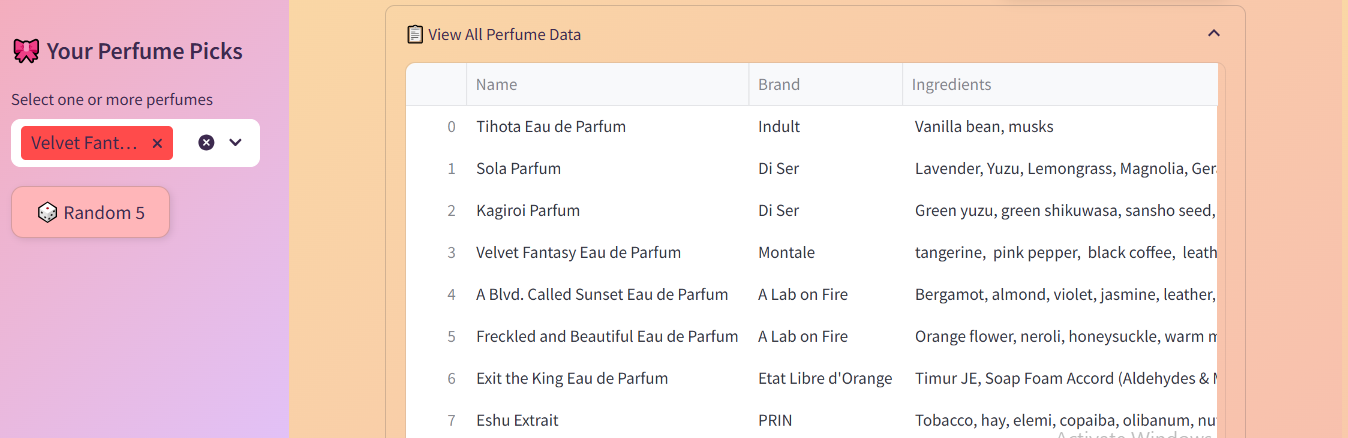 Your Perfume Picks
Select one or more perfumes
Velvet Fant...
Random 5
View All Perfume Data
Name Brand Ingredients
0 Tihota Eau de Parfum Indult Vanilla bean, musks
1 Sola Parfum Di Ser Lavender, Yuzu, Lemongrass, Magnolia, Ger
2 Kagiroi Parfum Di Ser Green yuzu, green shikuwasa, sansho seed,
3 Velvet Fantasy Eau de Parfum Montale tangerine, pink pepper, black coffee, leath
4 A Blvd. Called Sunset Eau de Parfum A Lab on Fire Bergamot, almond, violet, jasmine, leather,
5 Freckled and Beautiful Eau de Parfum A Lab on Fire Orange flower, neroli, honeysuckle, warm
6 Exit the King Eau de Parfum Etat Libre d'Orange Timur JE, Soap Foam Accord (Aldehydes &
7 Eshu Extrait PRIN Tobacco, hay, elemi, copaiba, olibanum, nu
Activate Windows